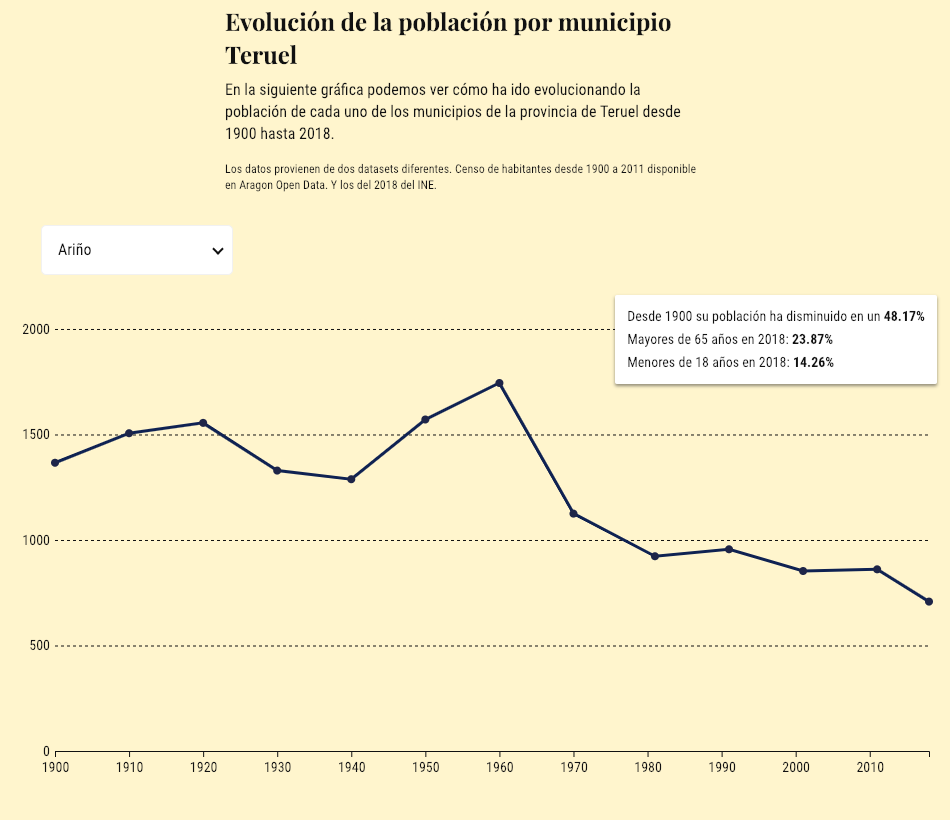 Evolución de la población por municipio
Teruel
En la siguiente gráfica podemos ver cómo ha ido evolucionando la
población de cada uno de los municipios de la provincia de Teruel desde
1900 hasta 2018.
Los datos provienen de dos datasets diferentes. Censo de habitantes desde 1900 a 2011 disponible
en Aragon Open Data. Y los del 2018 del INE.
Ariño
Desde 1900 su población ha disminuido en un 48.17%
Mayores de 65 años en 2018: 23.87%
Menores de 18 años en 2018: 14.26%
2000
1500
1000
500
0
1900 1910 1920 1930 1940 1950 1960 1970 1980 1990 2000 2010